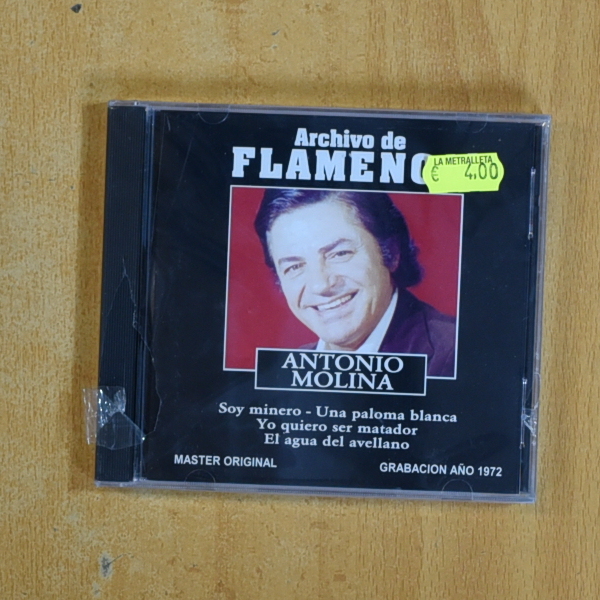 Archivo de
FLAMENC
LA METRALLETA
€ 4.00
ANTONIO
MOLINA
Soy minero - Una paloma blanca
Yo quiero ser matador
El agua del avellano
MASTER ORIGINAL
GRABACION AÑO 1972